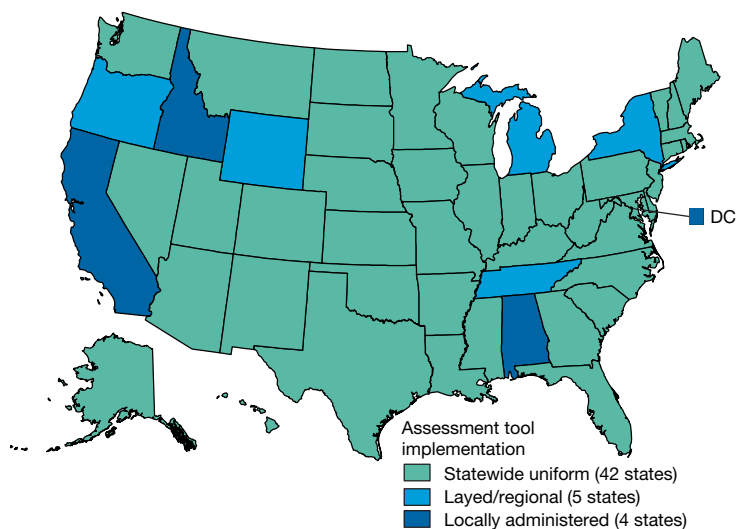 DC
Assessment tool
implementation
Statewide uniform (42 states)
Layed/regional (5 states)
Locally administered (4 states)